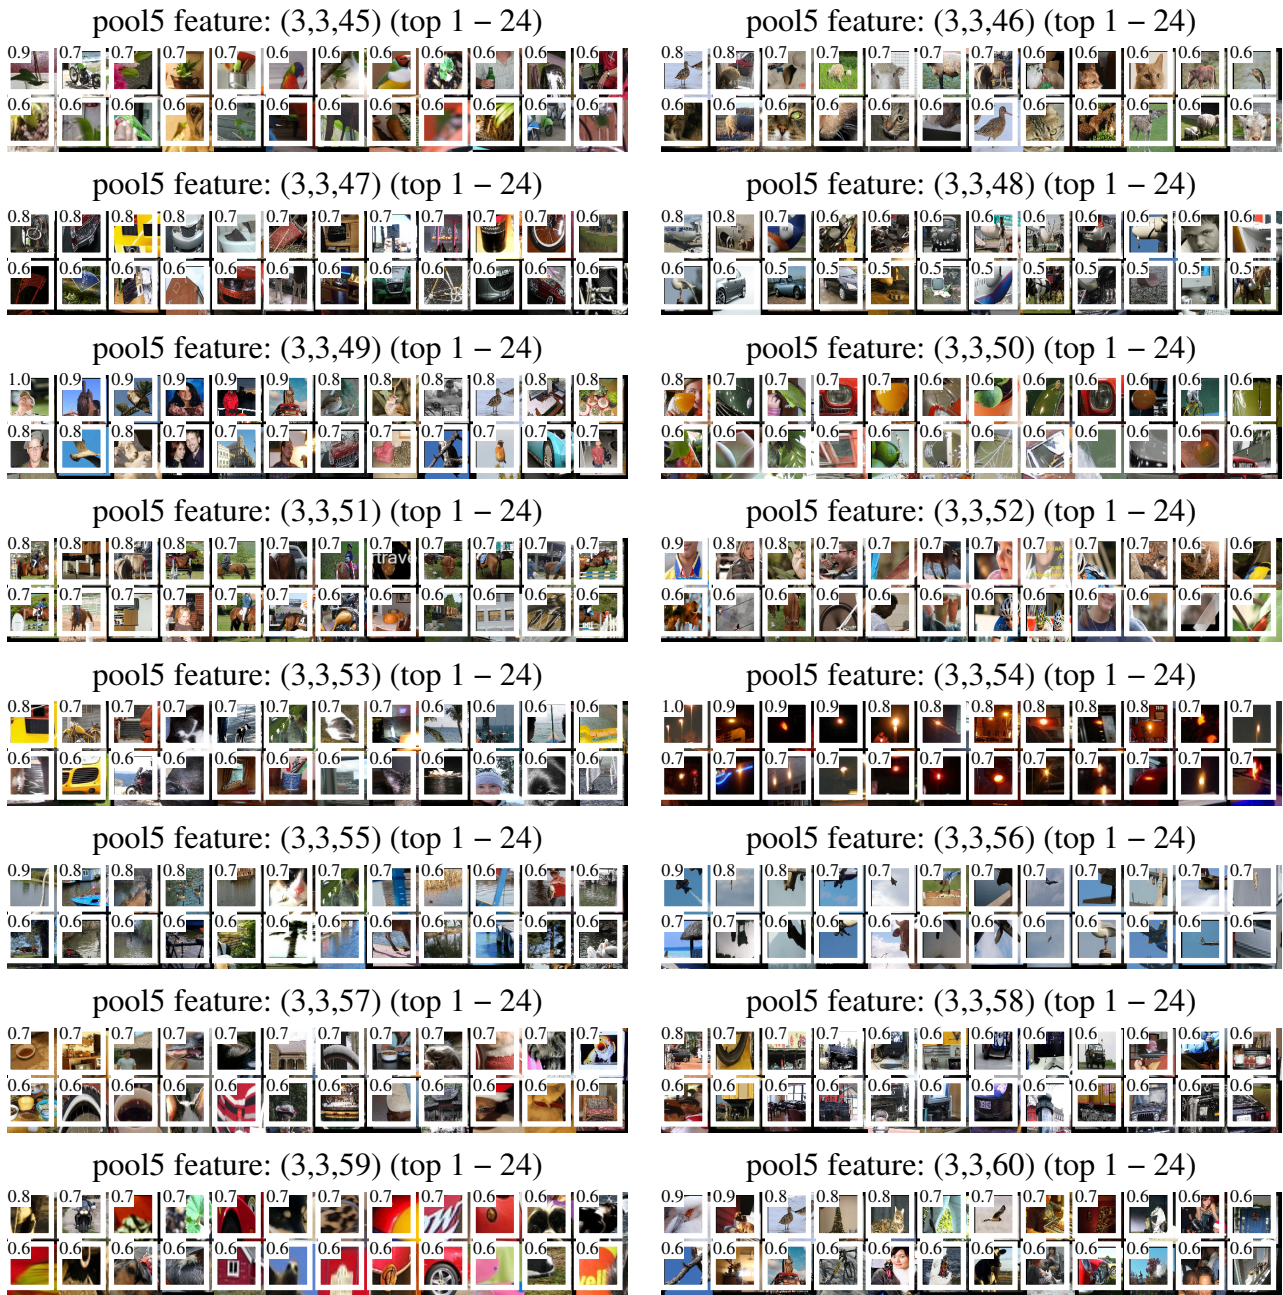 pool5 feature: (3,3,45) (top 1 − 24)
0.9 0.7 0.7 0.7 0.7 0.6 0.6 0.6 0.6 0.6 0.6 0.6
0.6 0.6 0.6 0.6 0.6 0.6 0.6 0.6 0.6 0.6 0.6 0.6
pool5 feature: (3,3,46) (top 1 − 24)
0.8 0.8 0.7 0.7 0.7 0.7 0.7 0.6 0.6 0.6 0.6 0.6
0.6 0.6 0.6 0.6 0.6 0.6 0.6 0.6 0.6 0.6 0.6 0.6
pool5 feature: (3,3,47) (top 1 − 24)
0.8 0.8 0.8 0.8 0.7 0.7 0.7 0.7 0.7 0.7 0.7 0.6
0.6 0.6 0.6 0.6 0.6 0.6 0.6 0.6 0.6 0.6 0.6 0.6
pool5 feature: (3,3,48) (top 1 − 24)
0.8 0.8 0.7 0.6 0.6 0.6 0.6 0.6 0.6 0.6 0.6 0.6
0.6 0.6 0.5 0.5 0.5 0.5 0.5 0.5 0.5 0.5 0.5 0.5
pool5 feature: (3,3,49) (top 1 − 24)
1.0 0.9 0.9 0.9 0.9 0.9 0.8 0.8 0.8 0.8 0.8 0.8
0.8 0.8 0.8 0.7 0.7 0.7 0.7 0.7 0.7 0.7 0.7 0.7
pool5 feature: (3,3,50) (top 1 − 24)
0.8 0.7 0.7 0.7 0.7 0.6 0.6 0.6 0.6 0.6 0.6 0.6
0.6 0.6 0.6 0.6 0.6 0.6 0.6 0.6 0.6 0.6 0.6 0.6
pool5 feature: (3,3,51) (top 1 − 24)
0.8 0.8 0.8 0.8 0.7 0.7 0.7 0.7 0.7 0.7 0.7 0.7
trave
0.7 0.7 0.7 0.7 0.7 0.7 0.7 0.7 0.7 0.7 0.7 0.7
pool5 feature: (3,3,52) (top 1 − 24)
0.9 0.8 0.8 0.7 0.7 0.7 0.7 0.7 0.7 0.7 0.6 0.6
0.6 0.6 0.6 0.6 0.6 0.6 0.6 0.6 0.6 0.6 0.6 0.6
pool5 feature: (3,3,53) (top 1 − 24)
0.8 0.7 0.7 0.7 0.7 0.7 0.7 0.7 0.6 0.6 0.6 0.6
0.6 0.6 0.6 0.6 0.6 0.6 0.6 0.6 0.6 0.6 0.6 0.6
pool5 feature: (3,3,54) (top 1 − 24)
1.0 0.9 0.9 0.9 0.8 0.8 0.8 0.8 0.8 0.8 0.7 0.7
0.7 0.7 0.7 0.7 0.7 0.7 0.7 0.7 0.7 0.7 0.7 0.7
pool5 feature: (3,3,55) (top 1 − 24)
0.9 0.8 0.8 0.8 0.7 0.7 0.7 0.7 0.6 0.6 0.6 0.6
0.6 0.6 0.6 0.6 0.6 0.6 0.6 0.6 0.6 0.6 0.6 0.6
pool5 feature: (3,3,56) (top 1 − 24)
0.9 0.8 0.8 0.7 0.7 0.7 0.7 0.7 0.7 0.7 0.7 0.7
0.7 0.7 0.6 0.6 0.6 0.6 0.6 0.6 0.6 0.6 0.6 0.6
pool5 feature: (3,3,57) (top 1 − 24)
0.7 0.7 0.7 0.7 0.7 0.7 0.7 0.7 0.7 0.7 0.7 0.7
0.6 0.6 0.6 0.6 0.6 0.6 0.6 0.6 0.6 0.6 0.6 0.6
pool5 feature: (3,3,58) (top 1 − 24)
0.8 0.7 0.7 0.7 0.6 0.6 0.6 0.6 0.6 0.6 0.6 0.6
0.6 0.6 0.6 0.6 0.6 0.6 0.6 0.6 0.6 0.6 0.6 0.6
pool5 feature: (3,3,59) (top 1 − 24)
0.8 0.7 0.7 0.7 0.7 0.7 0.7 0.7 0.7 0.6 0.6 0.6
0.6 0.6 0.6 0.6 0.6 0.6 0.6 0.6 0.6 0.6 0.6 0.6
pool5 feature: (3,3,60) (top 1 − 24)
0.9 0.9 0.8 0.8 0.8 0.7 0.7 0.7 0.7 0.6 0.6 0.6
0.6 0.6 0.6 0.6 0.6 0.6 0.6 0.6 0.6 0.6 0.6 0.6